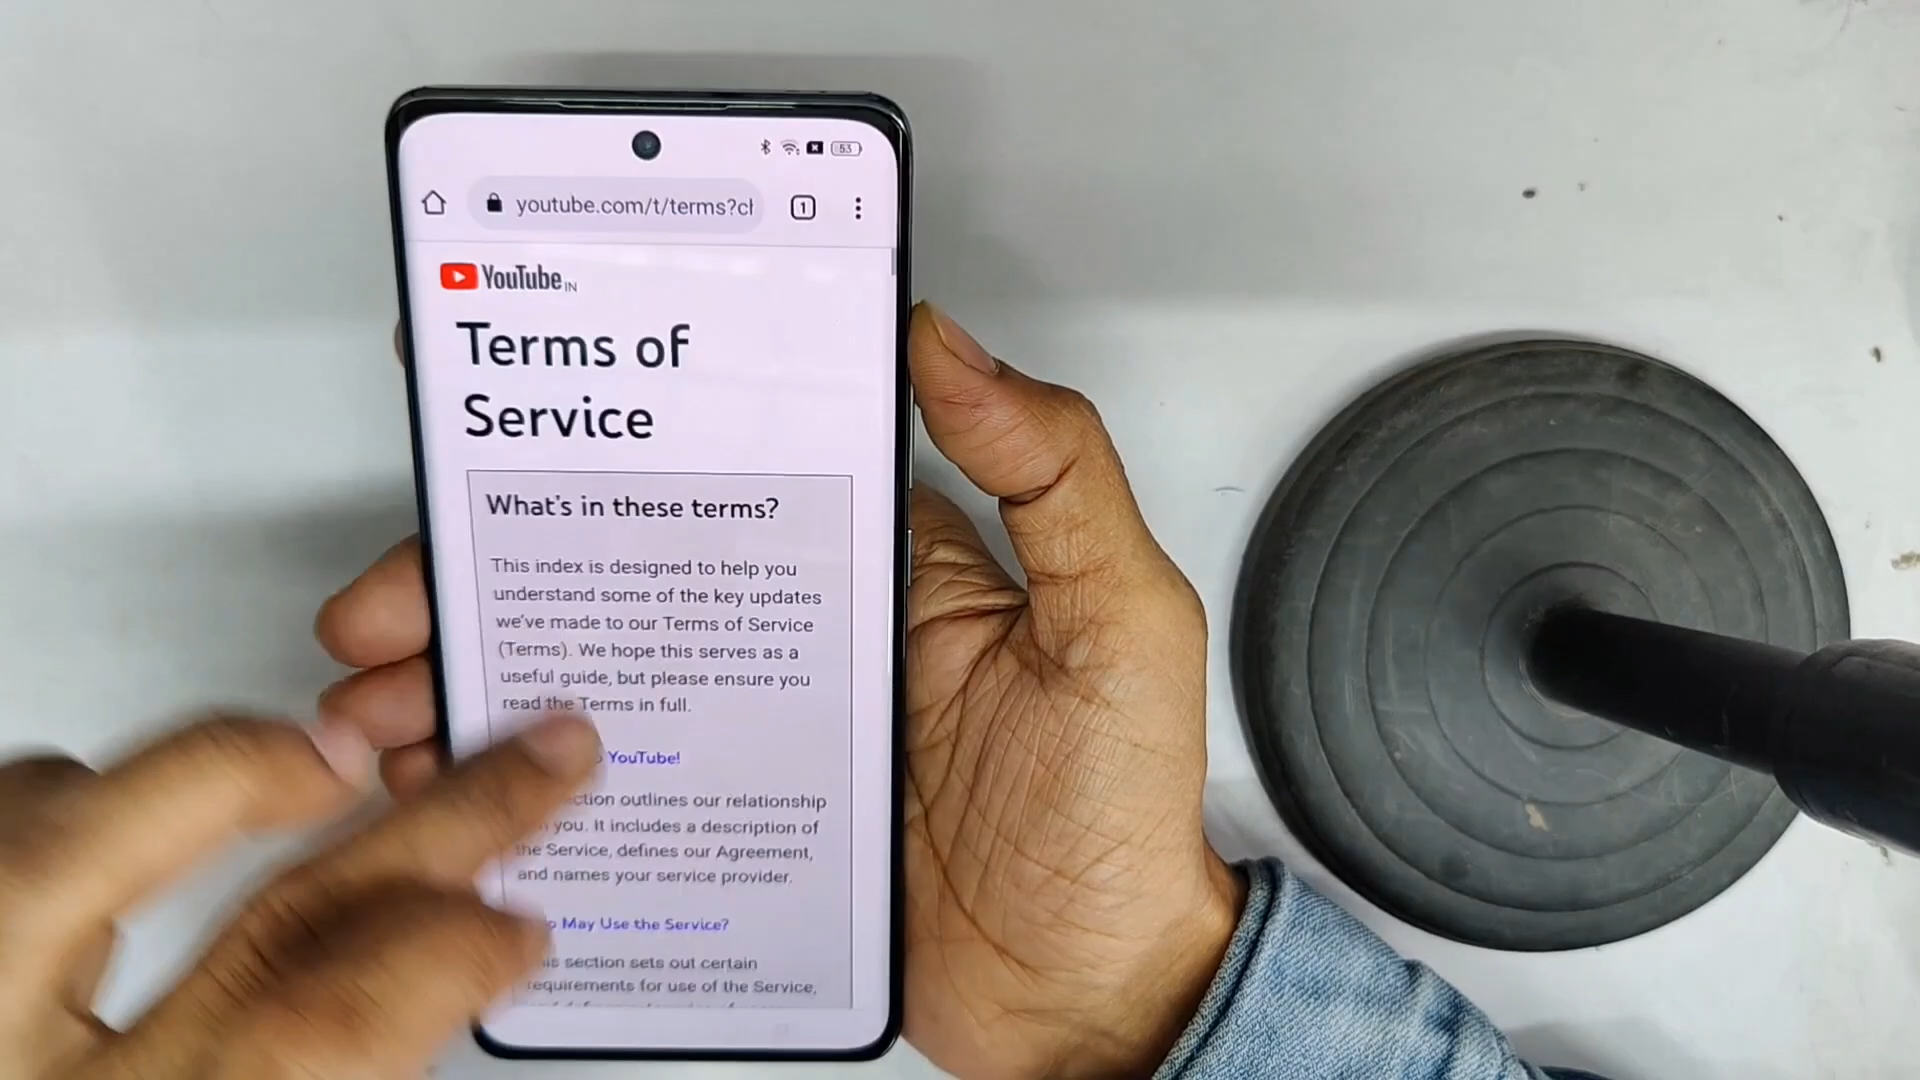 53
youtube.com/t/terms?cl
1
YouTube IN
Terms of
Service
What's in these terms?
This index is designed to help you
understand some of the key updates
we've made to our Terms of Service
(Terms). We hope this serves as a
useful guide, but please ensure you
read the Terms in full.
YouTube!
outlines our relationship
you. It includes a description of
the Service, defines our Agreement,
and names your service provider.
May Use the Service?
section sets out certain
requirements for use of the Service,